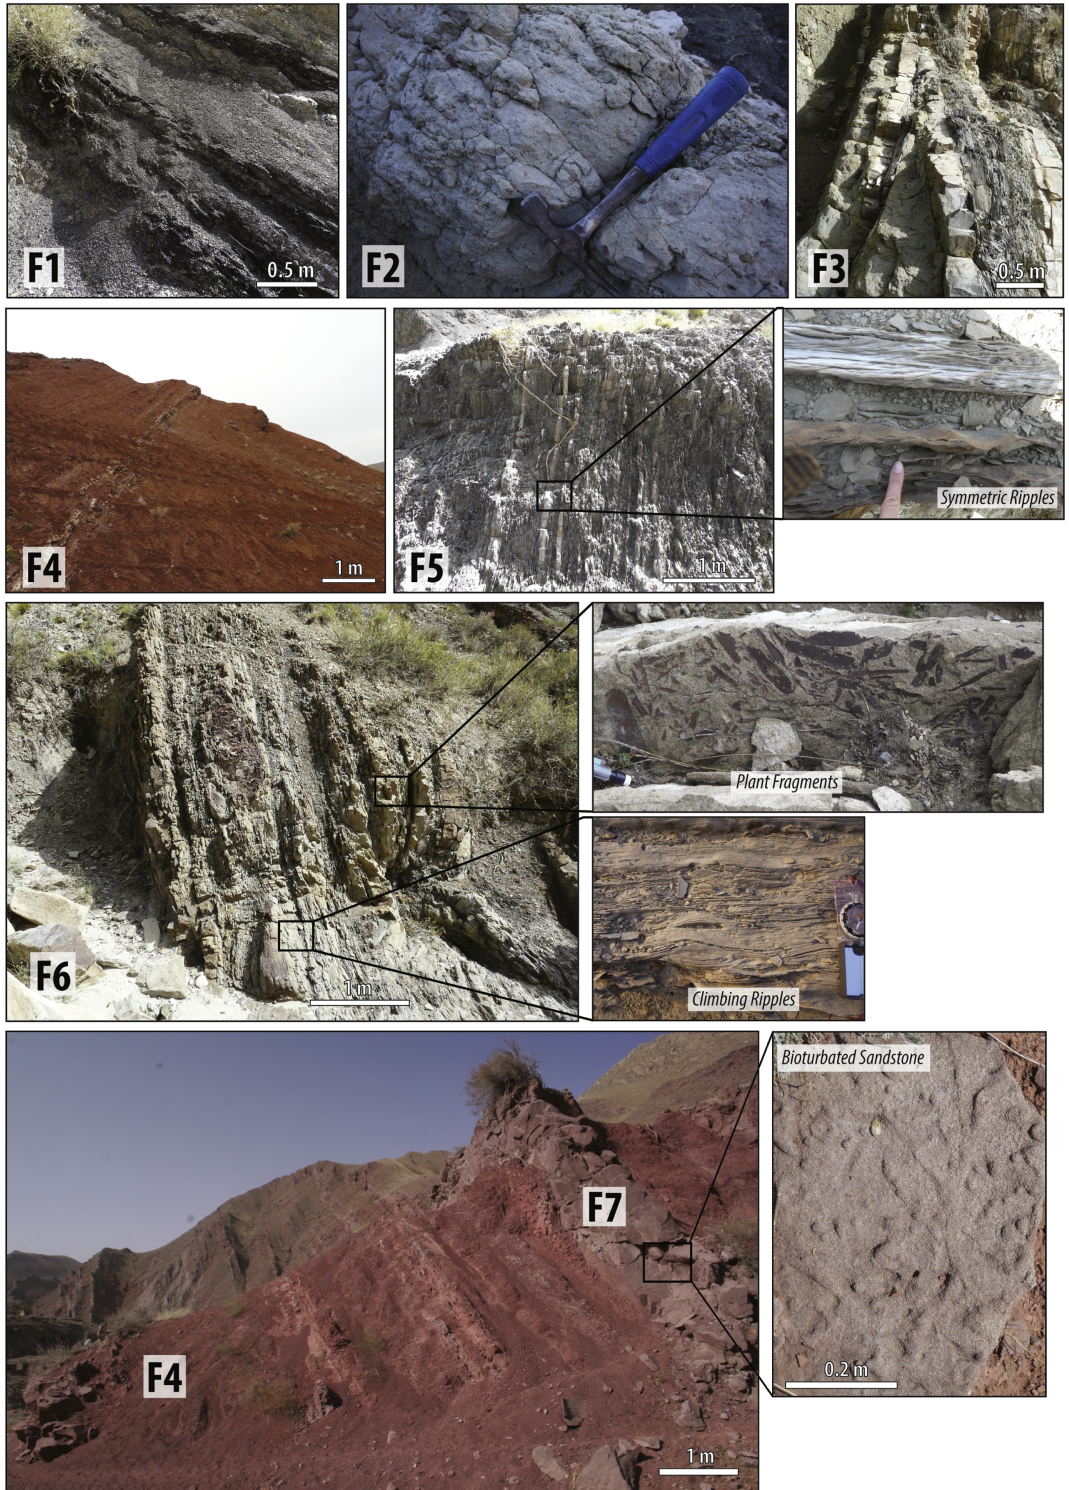 F1
0.5 m
F2
F3
0.5 m
F4
1 m
F5
1 m
Symmetric Ripples
F6
1 m
Plant Fragments
Climbing Ripples
F4
F7
1 m
Bioturbated Sandstone
0.2 m